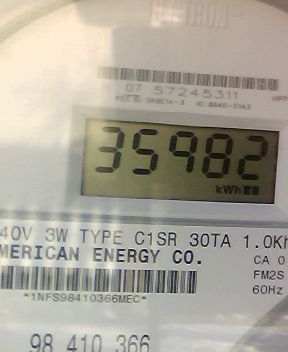 07 57245311
35982
kWh
40V 3W TYPE C1SR 30TA 1.0Kh
MERICAN ENERGY CO.
CA 0
FM2S
60Hz
*1NFS98410366MEC*
98 410 366